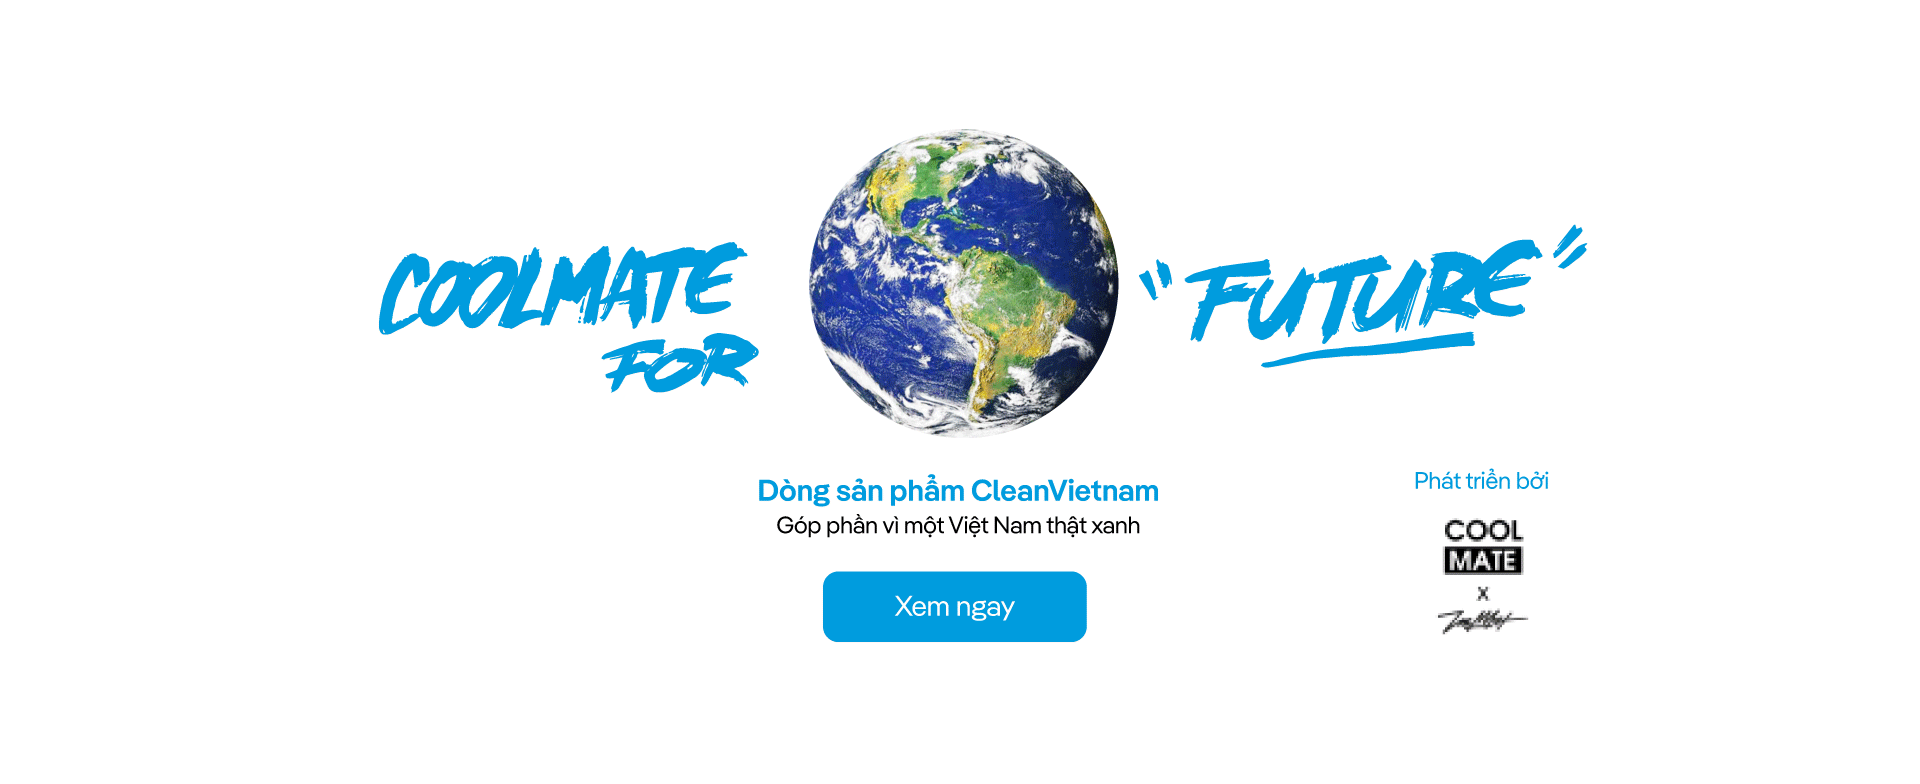 COOLMATE
FOR
"FUTURE"
Dòng sản phẩm CleanVietnam
Góp phần vì một Việt Nam thật xanh
Xem ngay
Phát triển bởi
COOL
MATE
X